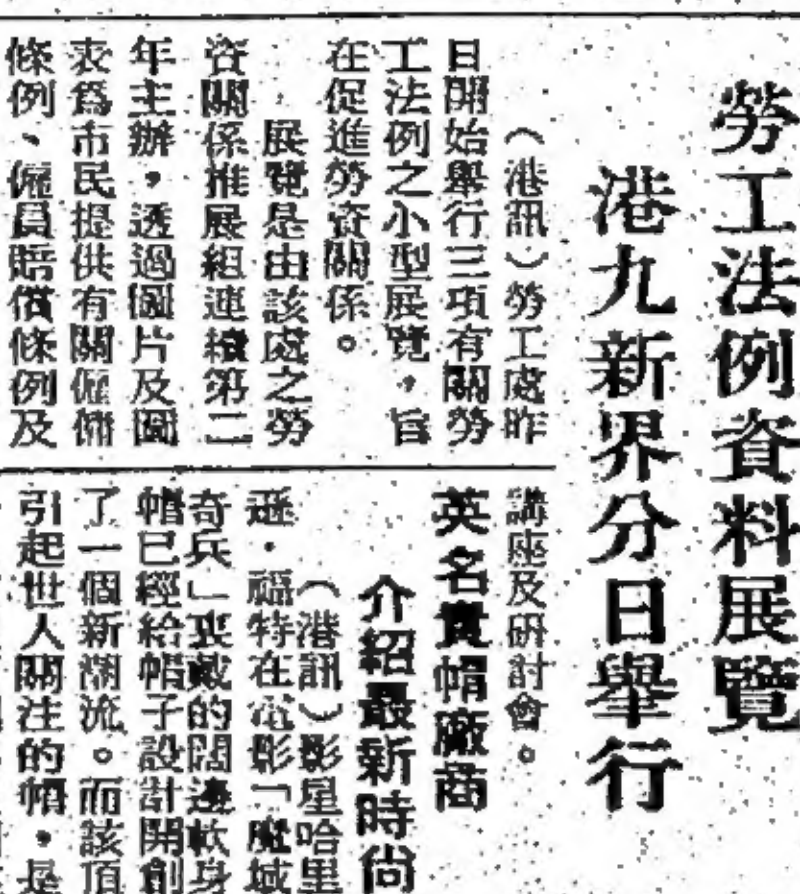 勞工法例資料展覽
港九新界分日舉行
（港訊）勞工處昨
日開始舉行三項有關勞
工法例之小型展覽，旨
在促進勞資關係。
展覽是由該處之勞
資關係推展組連續第二
年主辦，透過圖片及圖
表爲市民提供有關僱傭
條例、僱員賠償條例及
講座及研討會。
英名貴帽廠商
介紹最新時尚
（港訊）影星哈里
遜．福特在電影「魔域
奇兵」裏戴的闊邊軟身
帽已經給帽子設計開創
了一個新潮流。而該頂
引起世人關注的帽，是